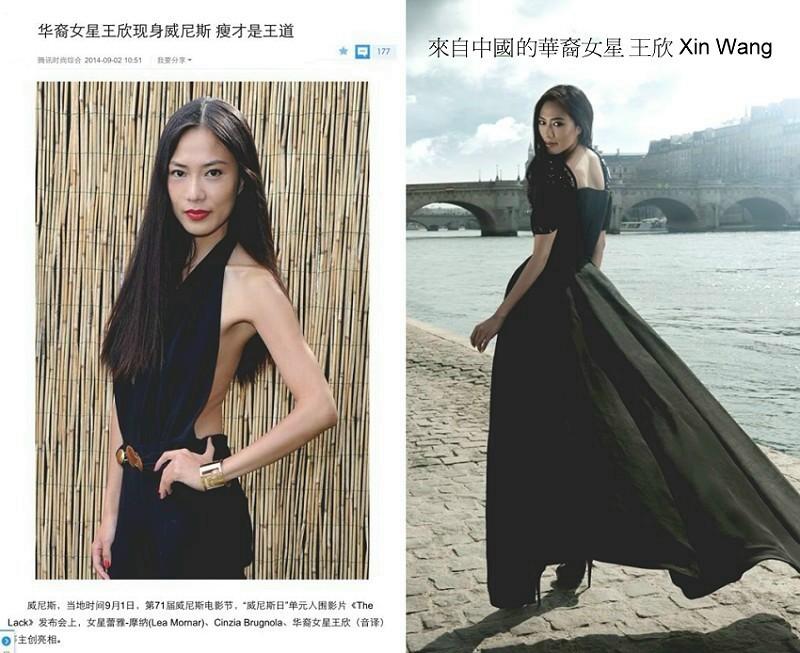 华裔女星王欣现身威尼斯 瘦才是王道
腾讯时尚综合 2014-09-02 10:51 我要分享
177
威尼斯，当地时间9月1日，第71届威尼斯电影节，“威尼斯日”单元入围影片《The
Lack》发布会上，女星蕾雅-摩纳(Lea Mornar)、Cinzia Brugnola、华裔女星王欣（音译）
等主创亮相。
來自中國的華裔女星 王欣 Xin Wang